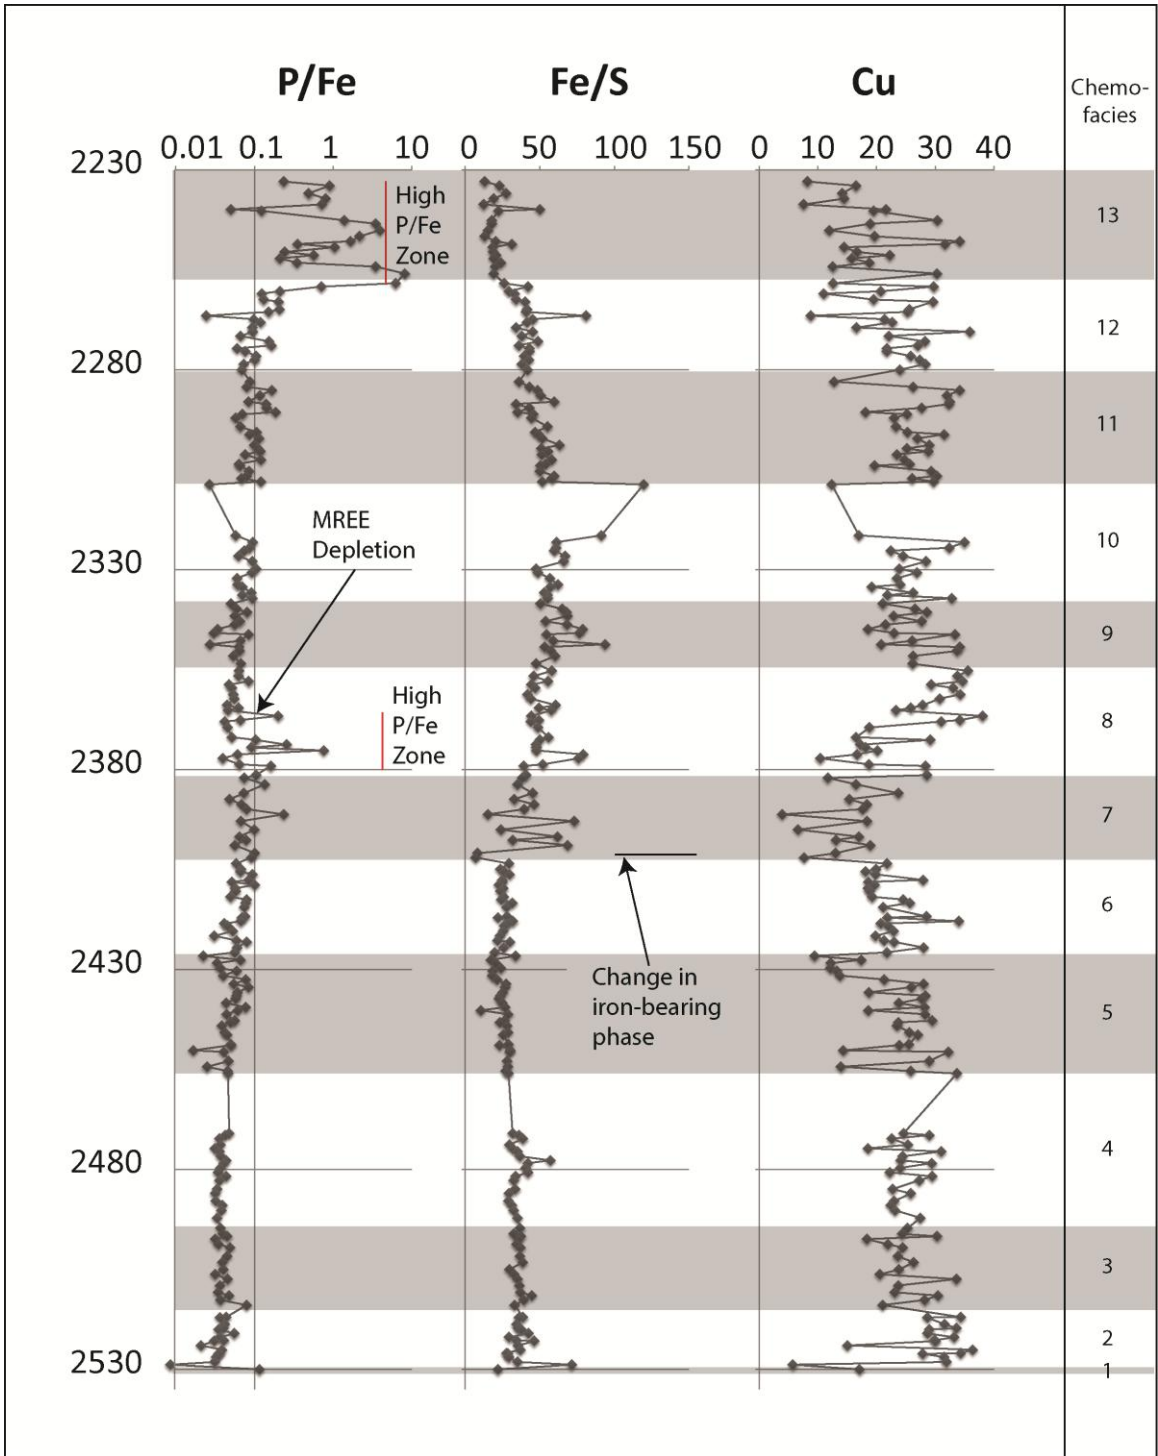 P/Fe Fe/S Cu Chemo-
facies
0.01 0.1 1 10 0 50 100 150 0 10 20 30 40
2230
High
P/Fe
Zone
13
12
2280
11
MREE
Depletion
10
2330
9
High
P/Fe
Zone
8
2380
7
6
2430
Change in
iron-bearing
phase
5
4
2480
3
2
2530
1